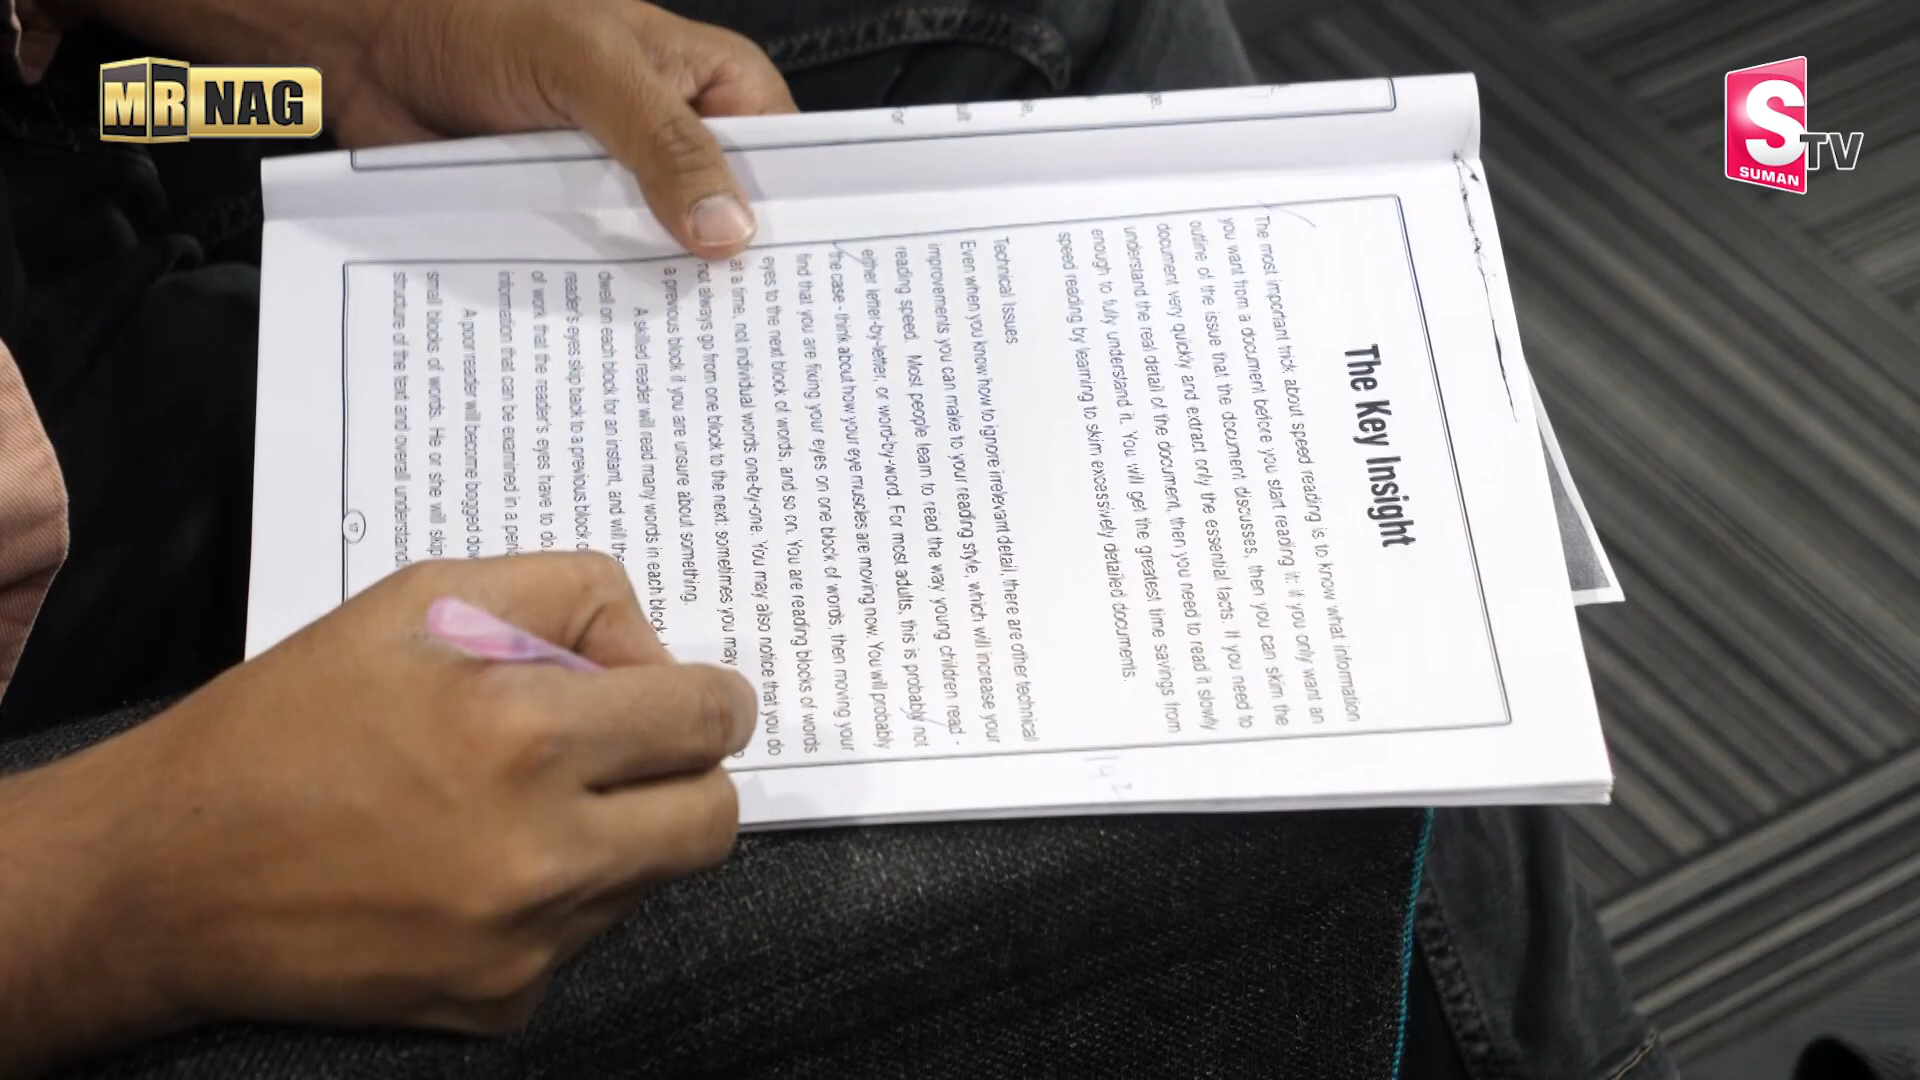 MR NAG
S
TV
SUMAN
The Key Insight
The most important trick about speed reading is to know what information
you want from a document before you start reading it: if you only want an
outline of the issue that the document discusses, then you can skim the
document very quickly and extract only the essential facts. If you need to
understand the real detail of the document, then you need to read it slowly
enough to fully understand it. You will get the greatest time savings from
speed reading by learning to skim excessively detailed documents.
Technical Issues
Even when you know how to ignore irrelevant detail, there are other technical
improvements you can make to your reading style, which will increase your
reading speed. Most people learn to read the way young children read -
either letter-by-letter, or word-by-word. For most adults, this is probably not
the case - think about how your eye muscles are moving now. You will probably
find that you are fixing your eyes on one block of words, then moving your
eyes to the next block of words, and so on. You are reading blocks of words
at a time, not individual words one-by-one. You may also notice that you do
not always go from one block to the next: sometimes you may
a previous block if you are unsure about something.
A skilled reader will read many words in each block.
dwell on each block for an instant, and will
reader's eyes skip back to a previous block
of work that the reader's eyes have to do
information that can be examined in a
A poor reader will become bogged
small blocks of words. He or she will skip
structure of the text and overall